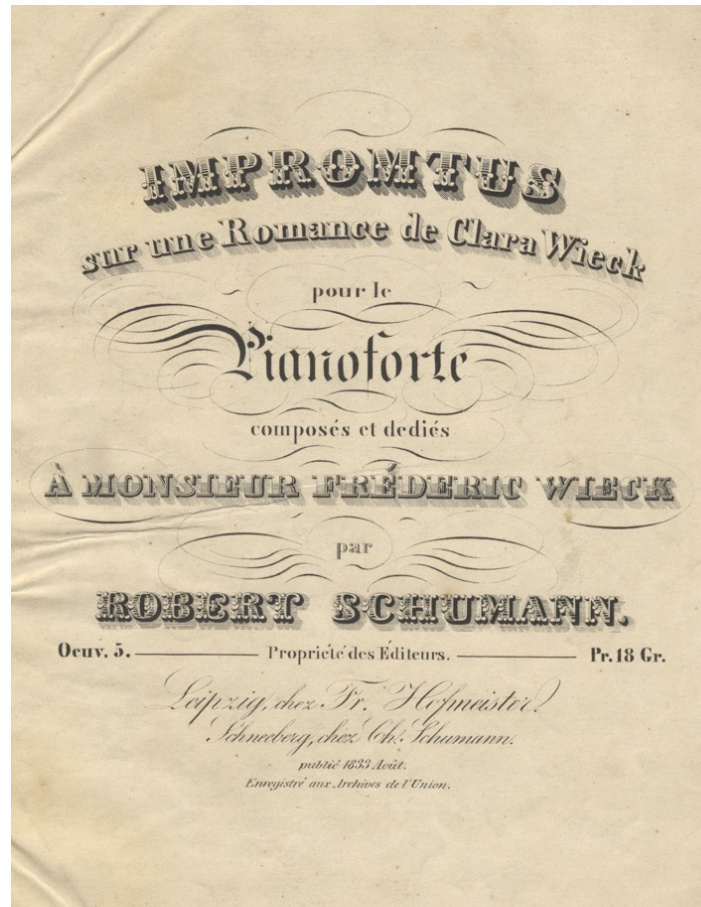 IMPROMTUS
sur une Romance de Clara Wieck
pour le
Pianoforte
composés et dediés
À MONSIEUR FRÉDERIC WIECK
par
ROBERT SCHUMANN.
Oeuv. 5. Propriété des Éditeurs. Pr. 18 Gr.
Leipzig, chez Fr. Hofmeister.
Schneeberg, chez Ch. Schumann.
publié 1833 Août.
Enregistré aux Archives de l'Union.